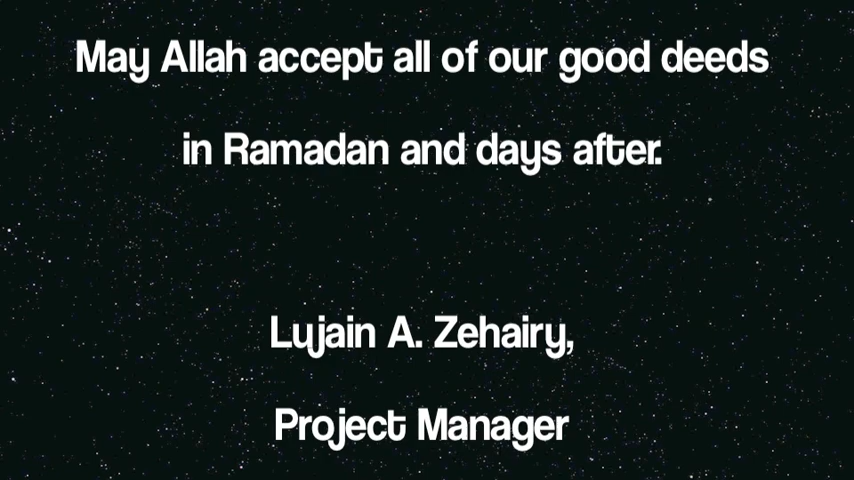 May Allah accept all of our good deeds
in Ramadan and days after.
Lujain A. Zehairy,
Project Manager